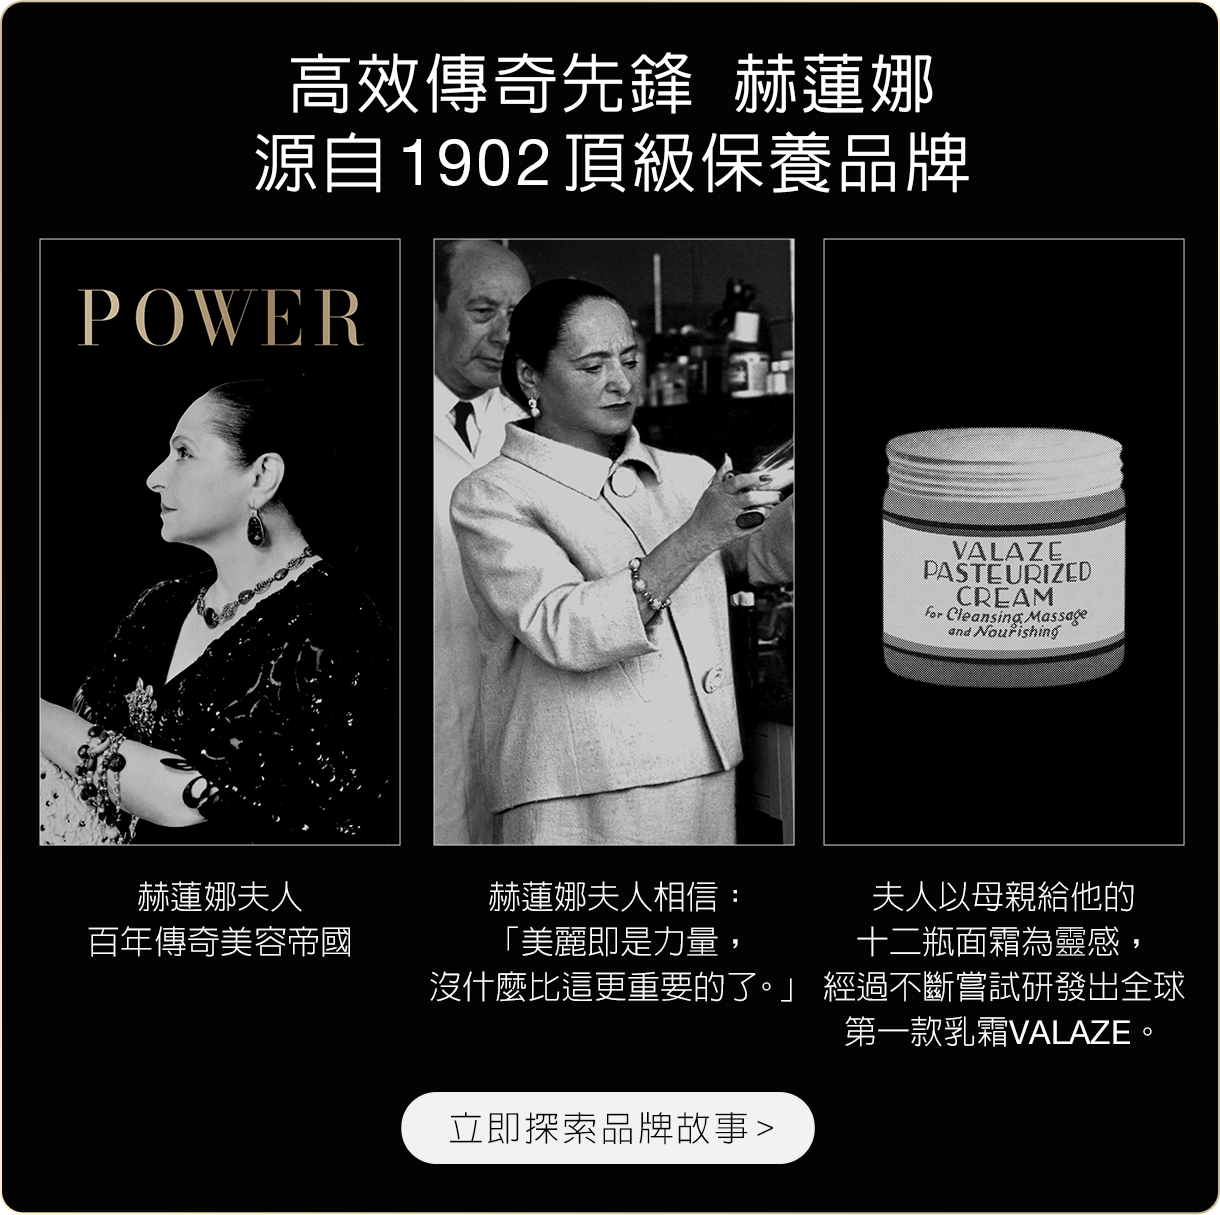 高效傳奇先鋒 赫蓮娜
源自1902頂級保養品牌
POWER
VALAZE
PASTEURIZED
CREAM
for Cleansing, Massage
and Nourishing
赫蓮娜夫人
百年傳奇美容帝國
赫蓮娜夫人相信：
「美麗即是力量，
沒什麼比這更重要的了。」
夫人以母親給他的
十二瓶面霜為靈感，
經過不斷嘗試研發出全球
第一款乳霜VALAZE。
立即探索品牌故事>